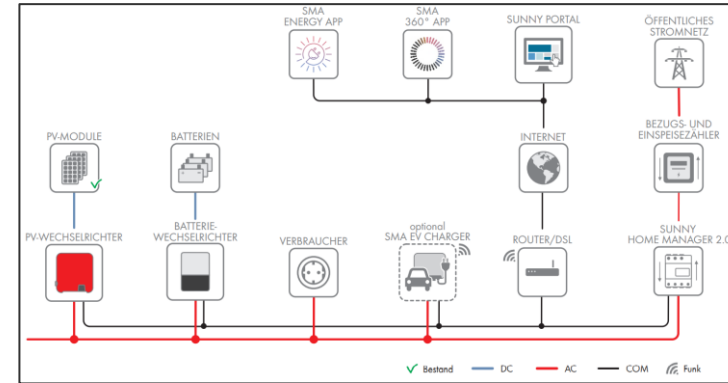 SMA
ENERGY APP
SMA
360° APP
SUNNY PORTAL
ÖFFENTLICHES
STROMNETZ
PV-MODULE
BATTERIEN
INTERNET
BEZUGS- UND
EINSPEISEZÄHLER
PV-WECHSELRICHTER
BATTERIE-
WECHSELRICHTER
VERBRAUCHER
optional
SMA EV CHARGER
ROUTER/DSL
SUNNY
HOME MANAGER 2.0
Bestand
DC
AC
COM
Funk